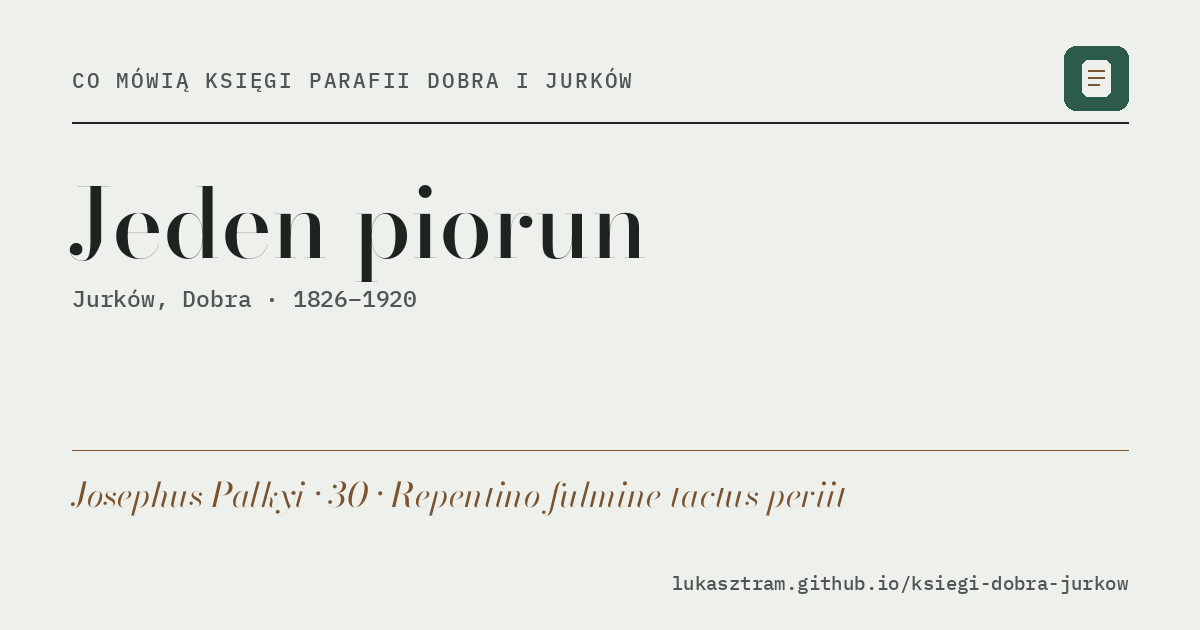 CO MÓWIĄ KSIĘGI PARAFII DOBRA I JURKÓW
Jeden piorun
Jurków, Dobra · 1826–1920
Josephus Palkyi · 30 · Repentino fulmine tactus periit
lukasztram.github.io/ksiegi-dobra-jurkow